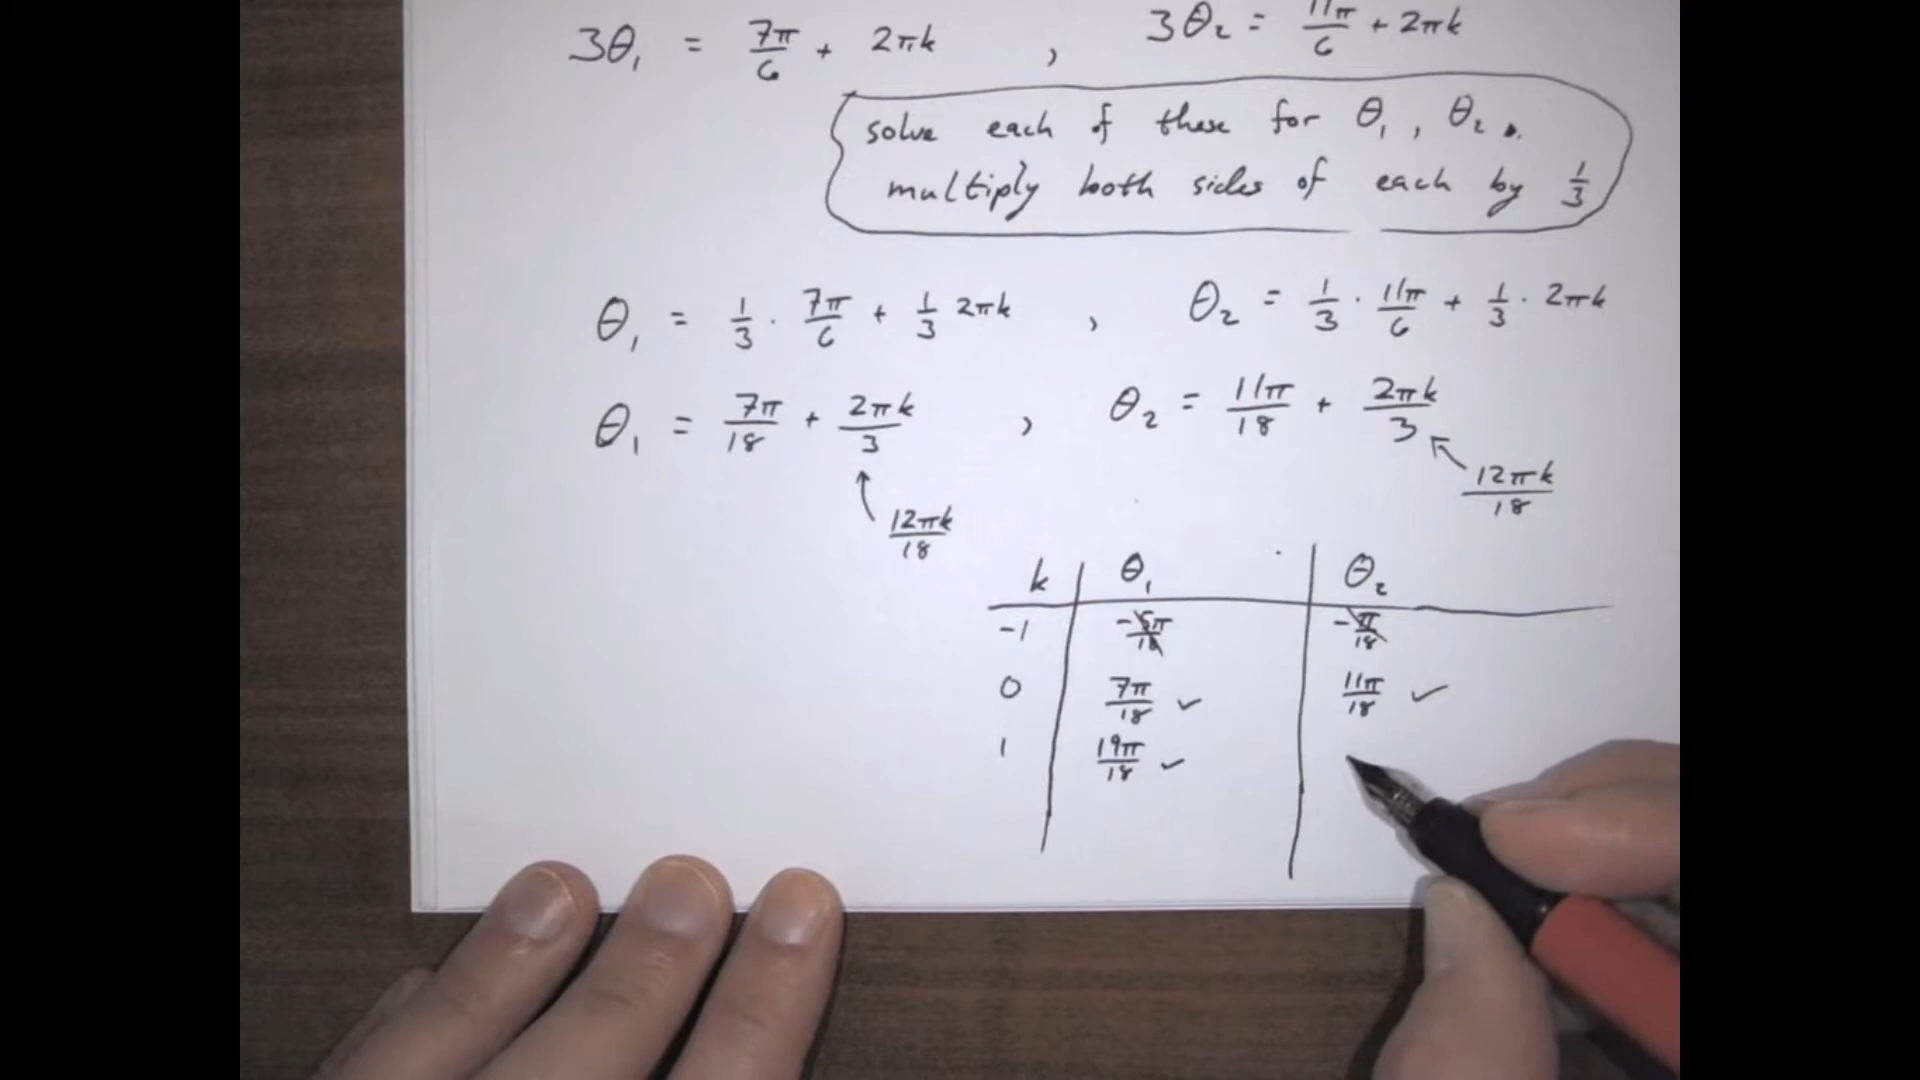 3θ₁ = 7π/6 + 2πk , 3θ₂ = 11π/6 + 2πk
solve each of these for θ₁, θ₂.
multiply both sides of each by 1/3
θ₁ = 1/3 · 7π/6 + 1/3 2πk , θ₂ = 1/3 · 11π/6 + 1/3 · 2πk
θ₁ = 7π/18 + 2πk/3 , θ₂ = 11π/18 + 2πk/3
12πk/18
12πk/18
k θ₁ θ₂
-1 -5π/18 -π/18
0 7π/18 ✓ 11π/18 ✓
1 19π/18 ✓